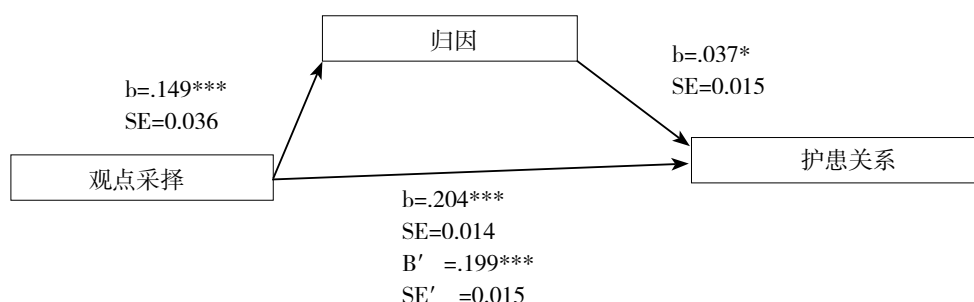 归因
b=.037*
SE=0.015
b=.149***
SE=0.036
护患关系
观点采择
b=.204***
SE=0.014
B′ =.199***
SE′ =0.015